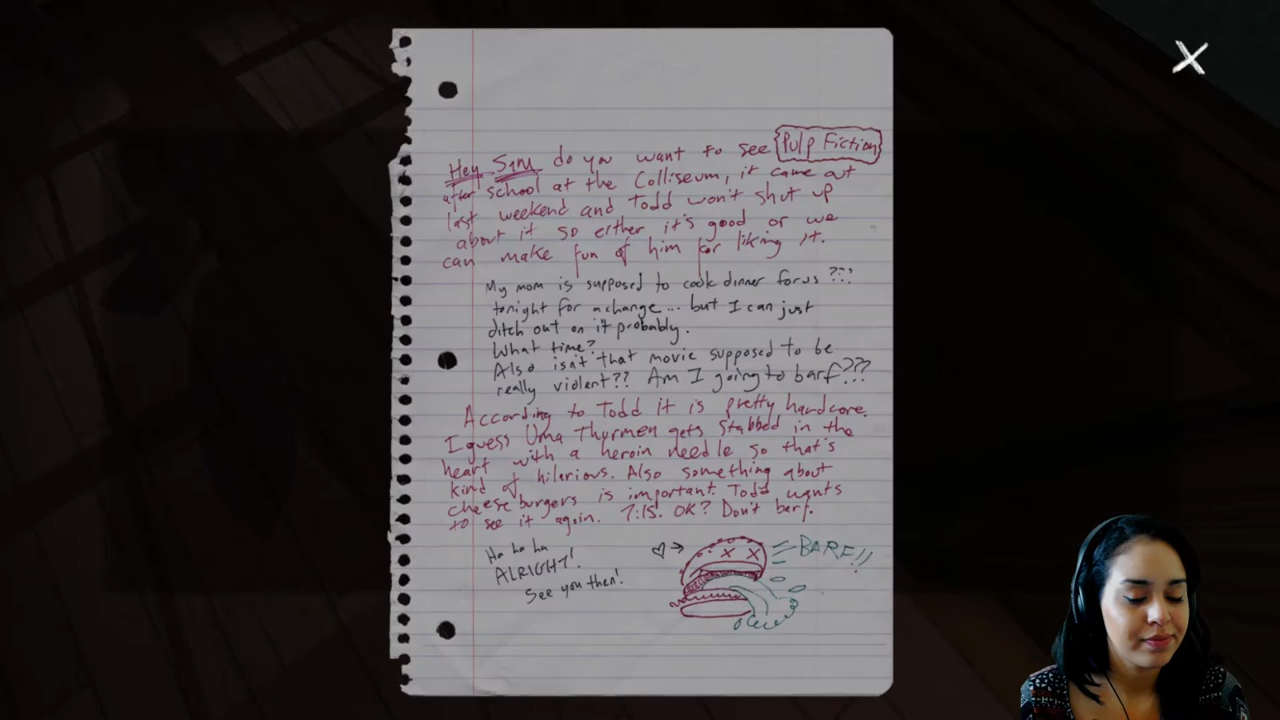 Hey Sam do you want to see Pulp Fiction
after school at the Colliseum, it came out
last weekend and Todd won't shut up
about it so either it's good or we
can make fun of him for liking it.
My mom is supposed to cook dinner for us ???
tonight for a change... but I can just
ditch out on it probably.
What time?
Also isn't that movie supposed to be
really violent?? Am I going to barf???
According to Todd it is pretty hardcore.
I guess Uma Thurmen gets stabbed in the
heart with a heroin needle so that's
kind of hilarious. Also something about
cheeseburgers is important. Todd wants
to see it again. 7:15. OK? Don't barf.
Ha ha ha
ALRIGHT!
See you then!
BARF!!